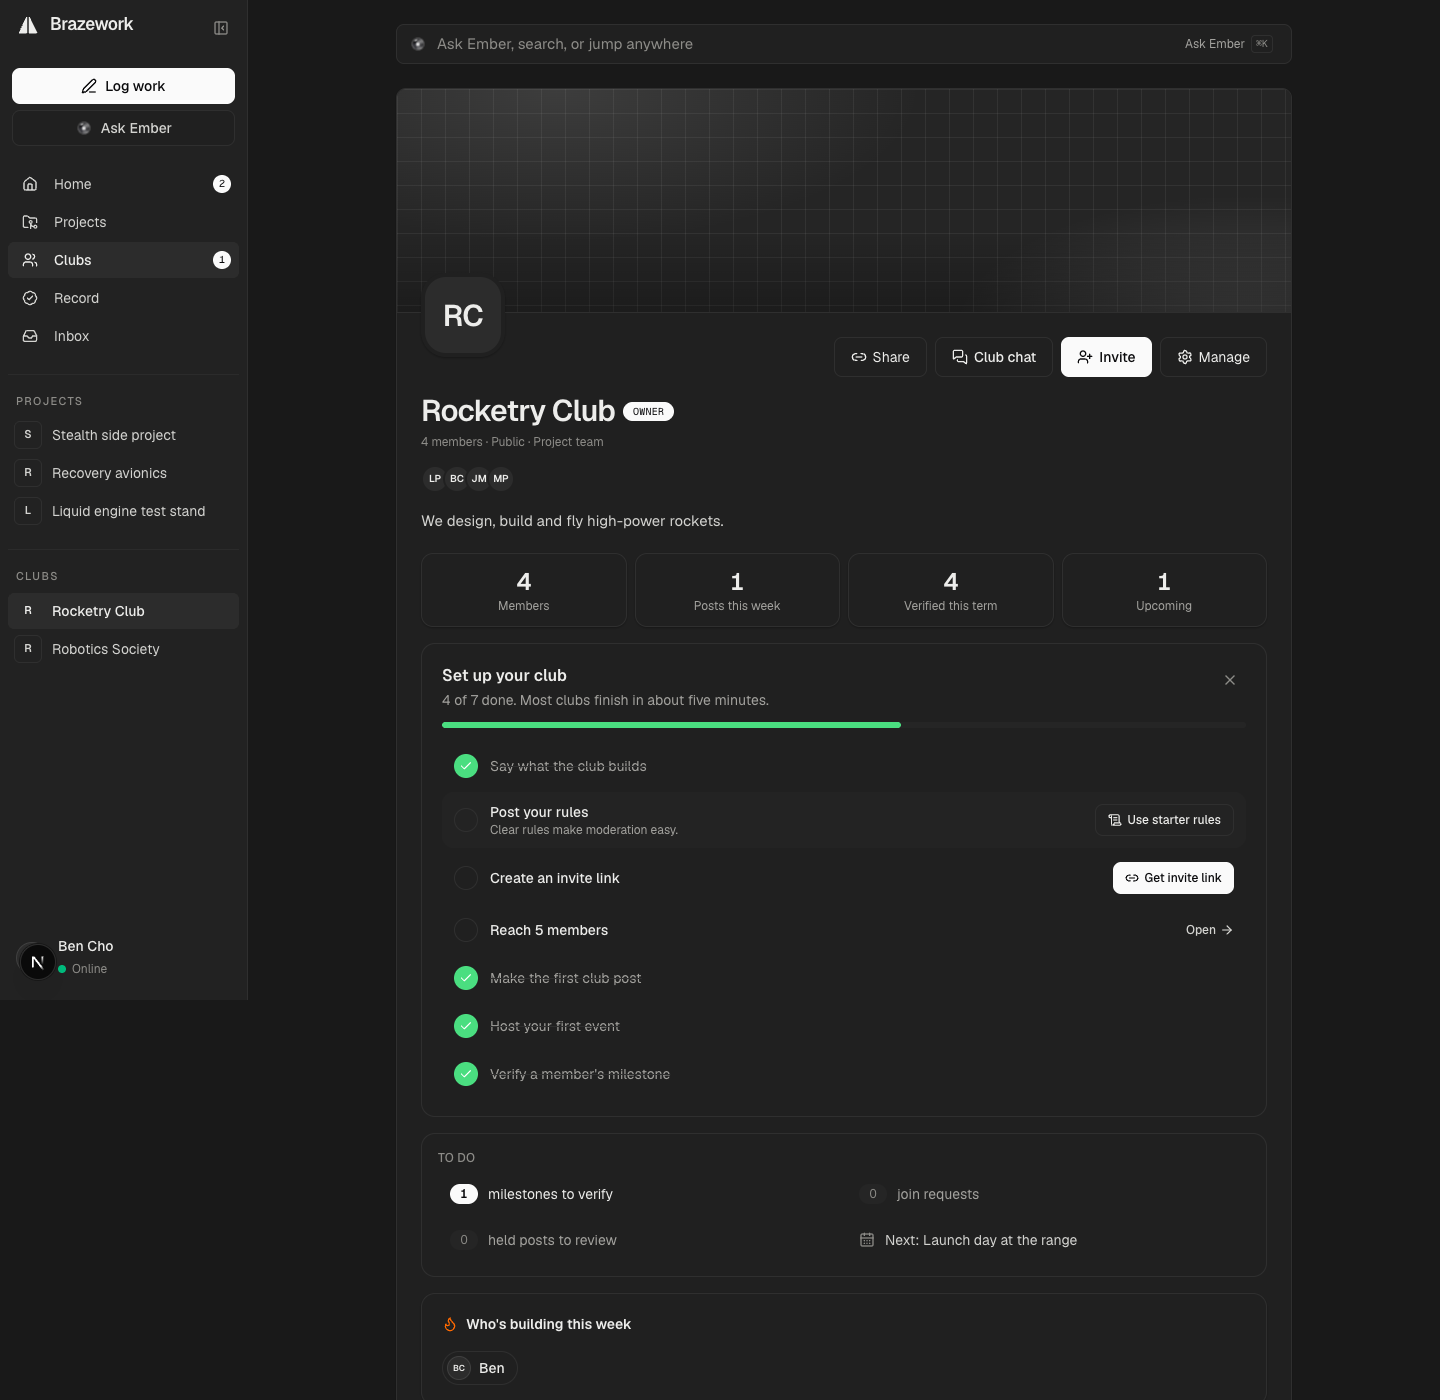 Brazework
Log work
Ask Ember
Home 2
Projects
Clubs 1
Record
Inbox
PROJECTS
S Stealth side project
R Recovery avionics
L Liquid engine test stand
CLUBS
R Rocketry Club
R Robotics Society
N
Ben Cho
Online
Ask Ember, search, or jump anywhere
Ask Ember ⌘K
RC
Share
Club chat
Invite
Manage
Rocketry Club OWNER
4 members · Public · Project team
LP BC JM MP
We design, build and fly high-power rockets.
4
Members
1
Posts this week
4
Verified this term
1
Upcoming
Set up your club
4 of 7 done. Most clubs finish in about five minutes.
Say what the club builds
Post your rules
Clear rules make moderation easy.
Use starter rules
Create an invite link
Get invite link
Reach 5 members
Open
Make the first club post
Host your first event
Verify a member's milestone
TO DO
1 milestones to verify
0 join requests
0 held posts to review
Next: Launch day at the range
Who's building this week
BC Ben